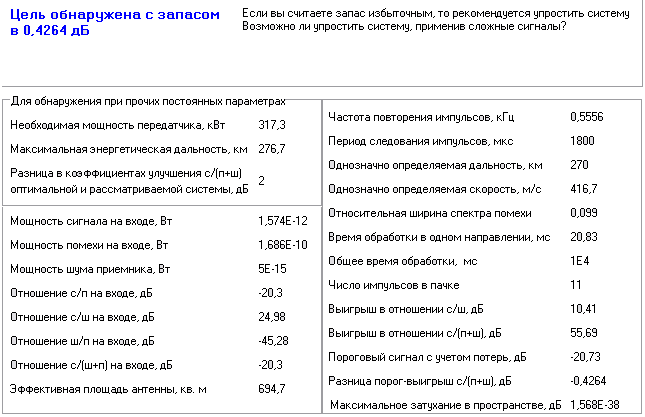 Цель обнаружена с запасом
в 0,4264 дБ
Если вы считаете запас избыточным, то рекомендуется упростить систему
Возможно ли упростить систему, применив сложные сигналы?
Для обнаружения при прочих постоянных параметрах
Необходимая мощность передатчика, кВт 317,3
Максимальная энергетическая дальность, км 276,7
Разница в коэффициентах улучшения с/(п+ш)
оптимальной и рассматриваемой системы, дБ 2
Мощность сигнала на входе, Вт 1,574E-12
Мощность помехи на входе, Вт 1,686E-10
Мощность шума приемника, Вт 5E-15
Отношение с/п на входе, дБ -20,3
Отношение с/ш на входе, дБ 24,98
Отношение ш/п на входе, дБ -45,28
Отношение с/(ш+п) на входе, дБ -20,3
Эффективная площадь антенны, кв. м 694,7
Частота повторения импульсов, кГц 0,5556
Период следования импульсов, мкс 1800
Однозначно определяемая дальность, км 270
Однозначно определяемая скорость, м/с 416,7
Относительная ширина спектра помехи 0,099
Время обработки в одном направлении, мс 20,83
Общее время обработки, мс 1E4
Число импульсов в пачке 11
Выигрыш в отношении с/ш, дБ 10,41
Выигрыш в отношении с/(п+ш), дБ 55,69
Пороговый сигнал с учетом потерь, дБ -20,73
Разница порог-выигрыш с/(п+ш), дБ -0,4264
Максимальное затухание в пространстве, дБ 1,568E-38